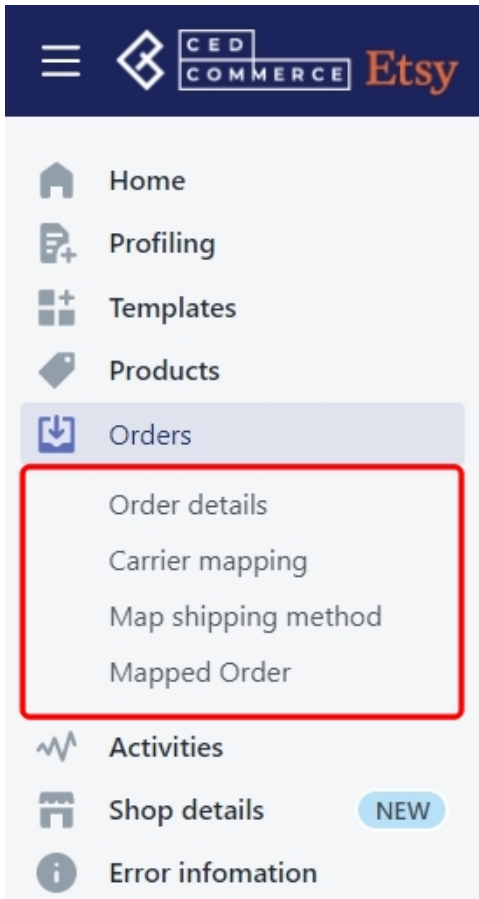 CED
COMMERCE Etsy
Home
Profiling
Templates
Products
Orders
Order details
Carrier mapping
Map shipping method
Mapped Order
Activities
Shop details NEW
Error infomation